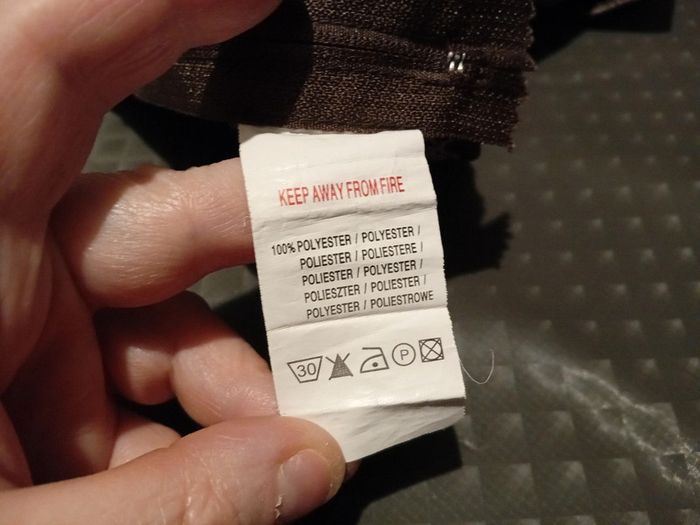 KEEP AWAY FROM FIRE
100% POLYESTER / POLYESTER /
POLIESTER / POLIESTERE /
POLIESTER / POLYESTER /
POLIESZTER / POLIESTER /
POLYESTER / POLIESTROWE
30 P